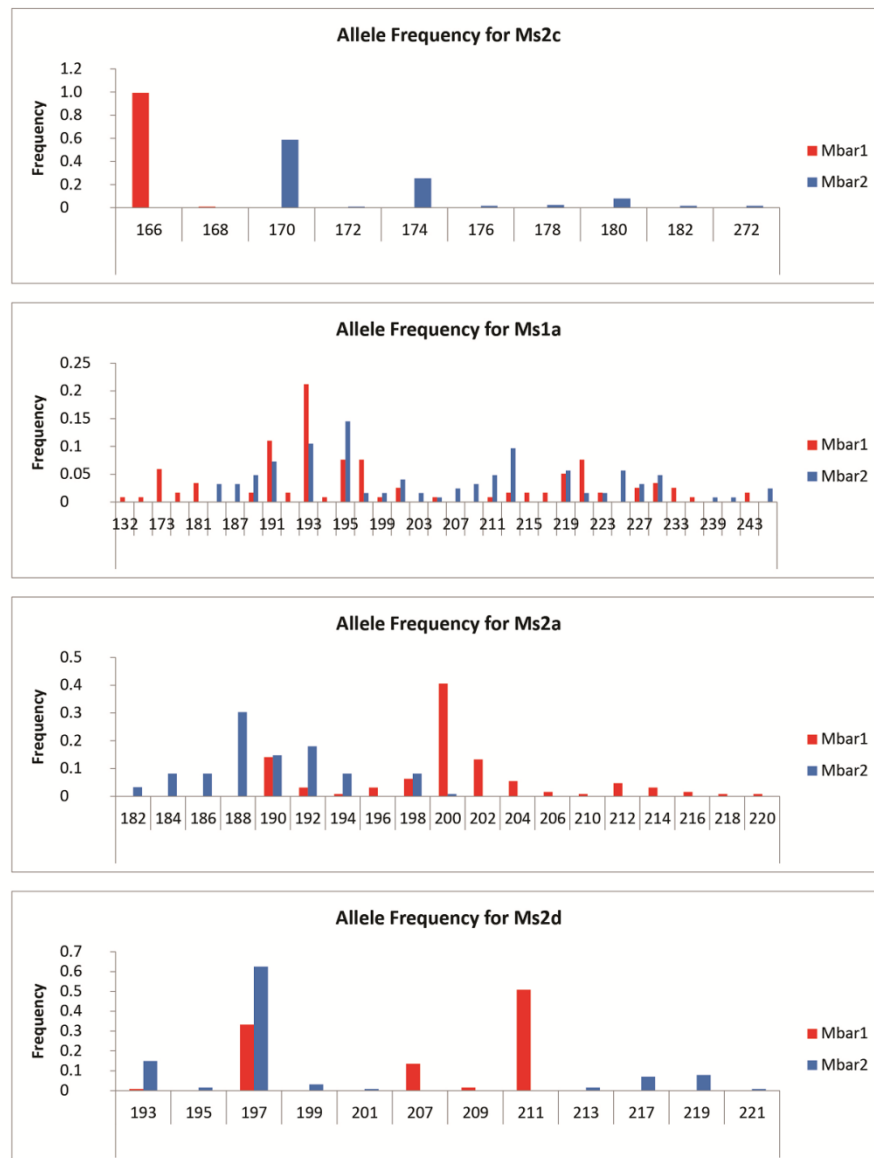 Allele Frequency for Ms2c
1.2
1.0
0.8
0.6
0.4
0.2
0
Frequency
166 168 170 172 174 176 178 180 182 272
Mbar1
Mbar2
Allele Frequency for Ms1a
0.25
0.2
0.15
0.1
0.05
0
Frequency
132 173 181 187 191 193 195 199 203 207 211 215 219 223 227 233 239 243
Mbar1
Mbar2
Allele Frequency for Ms2a
0.5
0.4
0.3
0.2
0.1
0
Frequency
182 184 186 188 190 192 194 196 198 200 202 204 206 210 212 214 216 218 220
Mbar1
Mbar2
Allele Frequency for Ms2d
0.7
0.6
0.5
0.4
0.3
0.2
0.1
0
Frequency
193 195 197 199 201 207 209 211 213 217 219 221
Mbar1
Mbar2